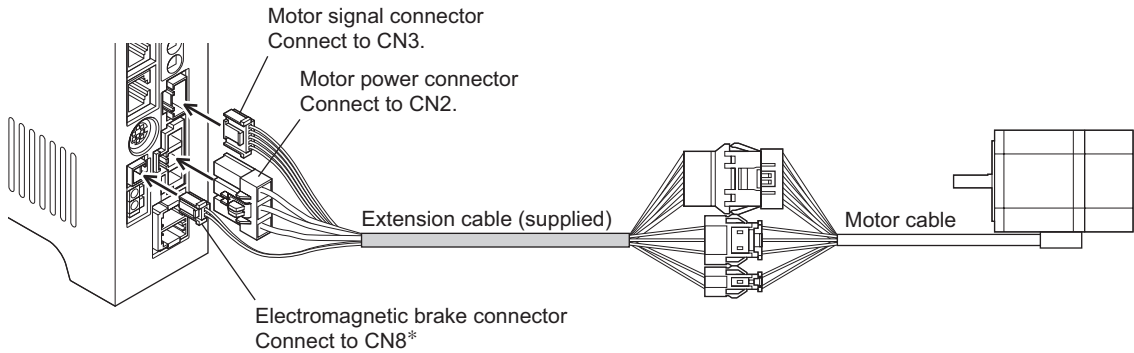 Motor signal connector
Connect to CN3.
Motor power connector
Connect to CN2.
Extension cable (supplied)
Motor cable
Electromagnetic brake connector
Connect to CN8*